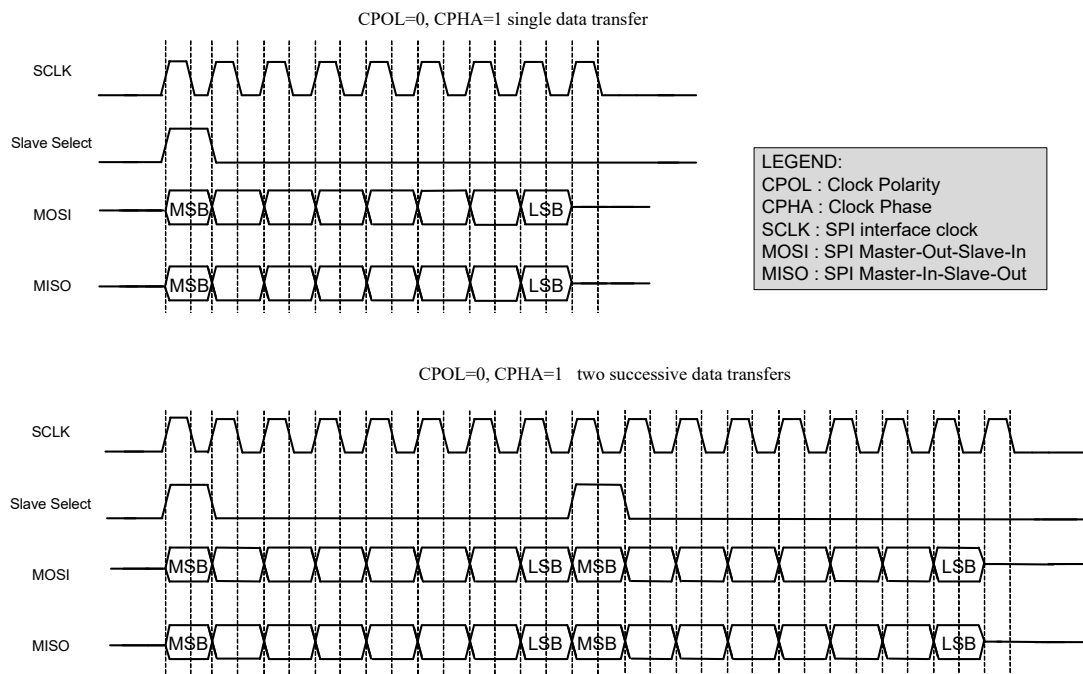 CPOL=0, CPHA=1 single data transfer
SCLK
Slave Select
MOSI
MSB
LSB
MISO
MSB
LSB
LEGEND:
CPOL : Clock Polarity
CPHA : Clock Phase
SCLK : SPI interface clock
MOSI : SPI Master-Out-Slave-In
MISO : SPI Master-In-Slave-Out
CPOL=0, CPHA=1 two successive data transfers
SCLK
Slave Select
MOSI
MSB
LSB
MSB
LSB
MISO
MSB
LSB
MSB
LSB